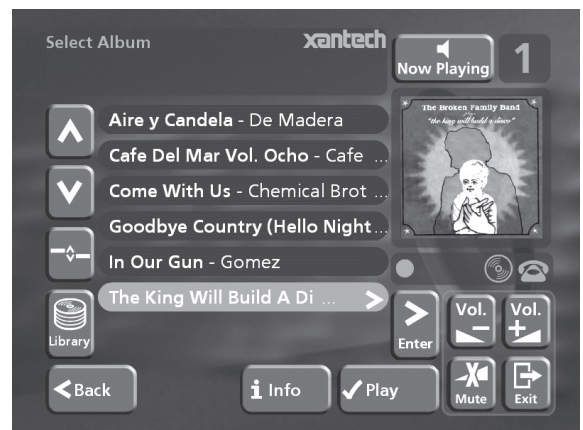 Select Album
xantech
Now Playing
1
Aire y Candela - De Madera
Cafe Del Mar Vol. Ocho - Cafe ...
Come With Us - Chemical Brot ...
Goodbye Country (Hello Night ...
In Our Gun - Gomez
The King Will Build A Di ... >
The Broken Family Band
"the king will build a disco"
Library
> Enter
Vol. −
Vol. +
<Back
i Info
✓ Play
Mute
Exit